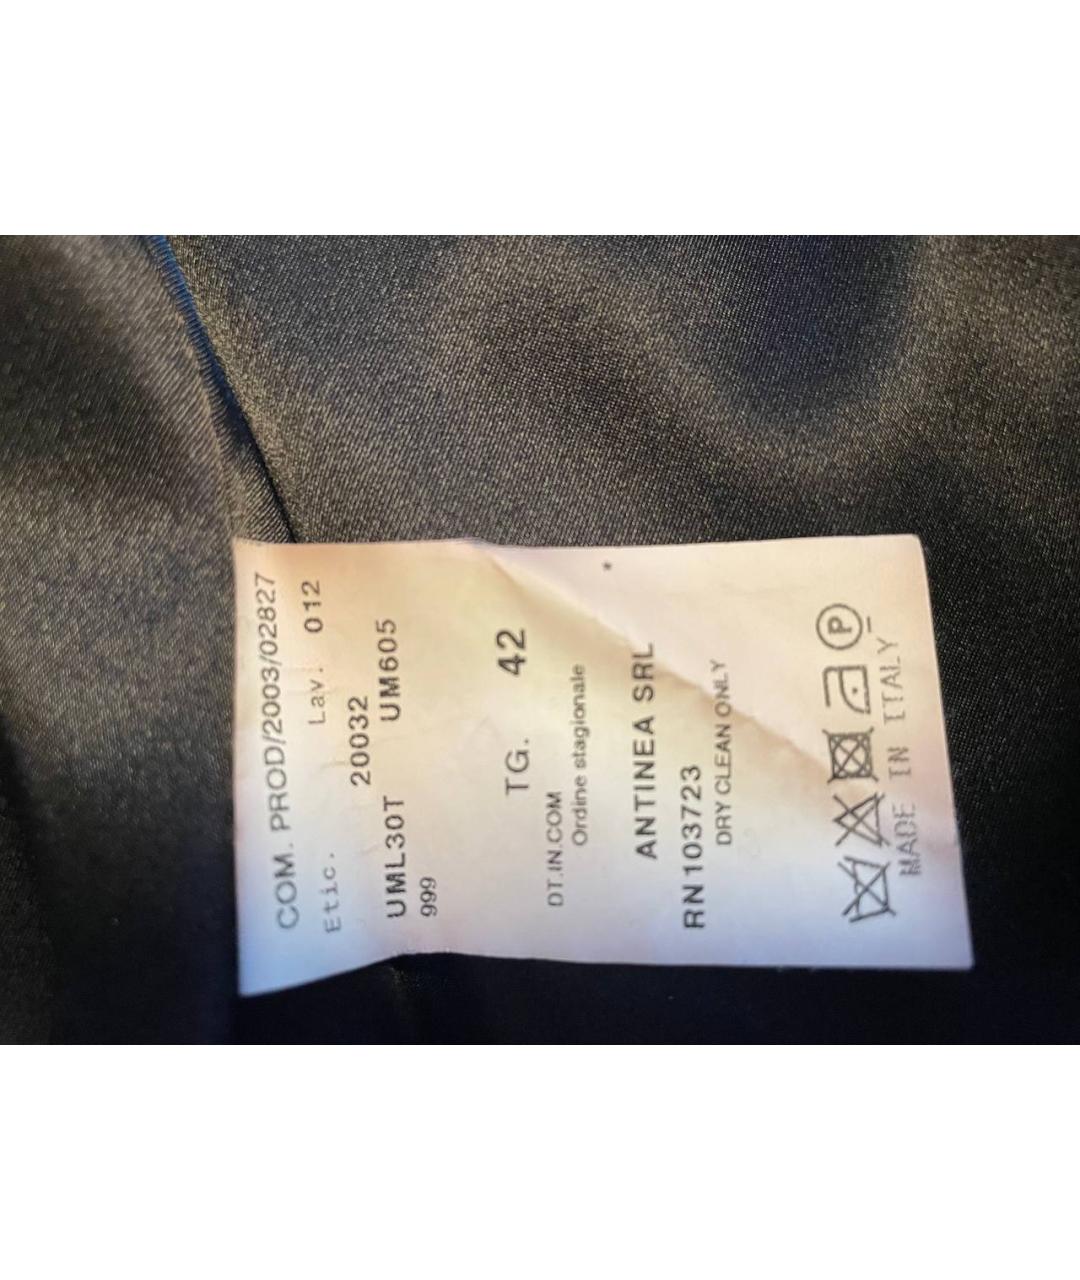 COM. PROD/2003/02827
Etic. Lav. 012
20032
UML30T UM605
999
TG. 42
DT.IN.COM
Ordine stagionale
*
ANTINEA SRL
RN103723
DRY CLEAN ONLY
P
MADE IN ITALY